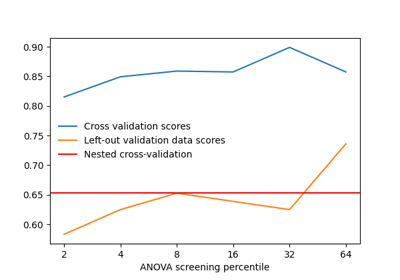 0.90
0.85
0.80
0.75
0.70
0.65
0.60
Cross validation scores
Left-out validation data scores
Nested cross-validation
2 4 8 16 32 64
ANOVA screening percentile